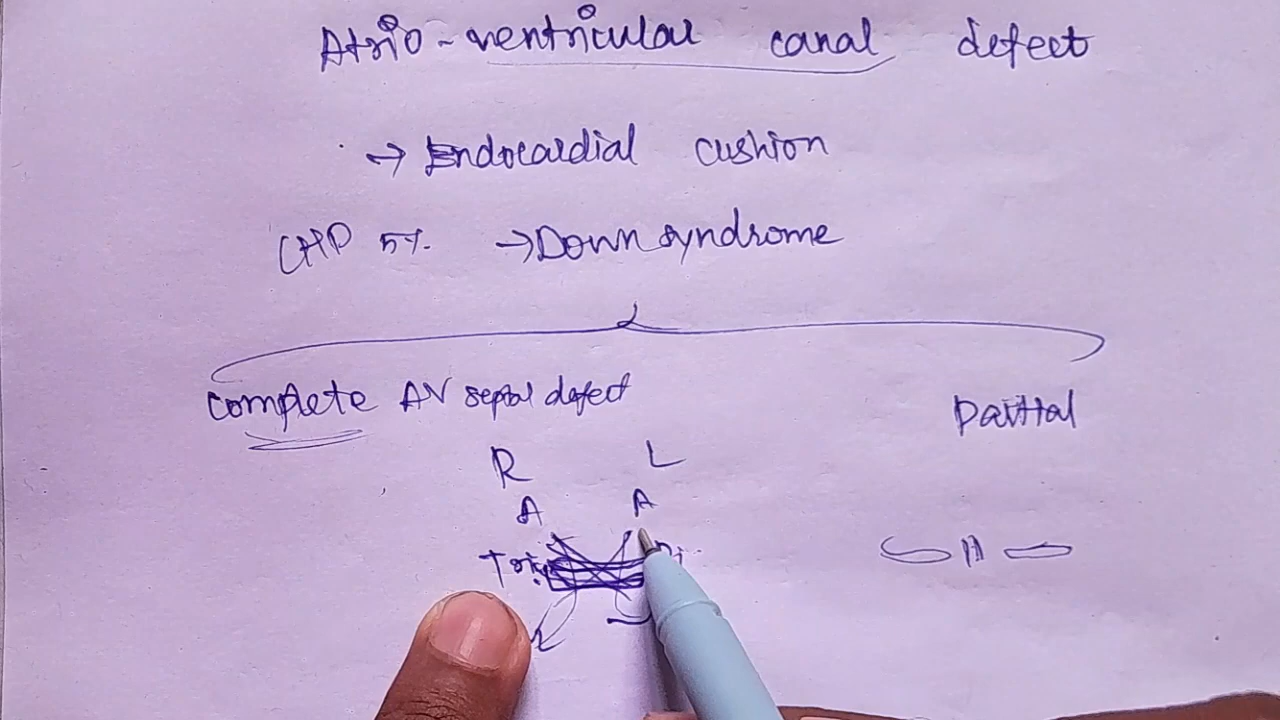 Atrio-ventricular canal defect
→ Endocardial cushion
CHD 5% → Down syndrome
Complete AV septal defect
Partial
R L
A A